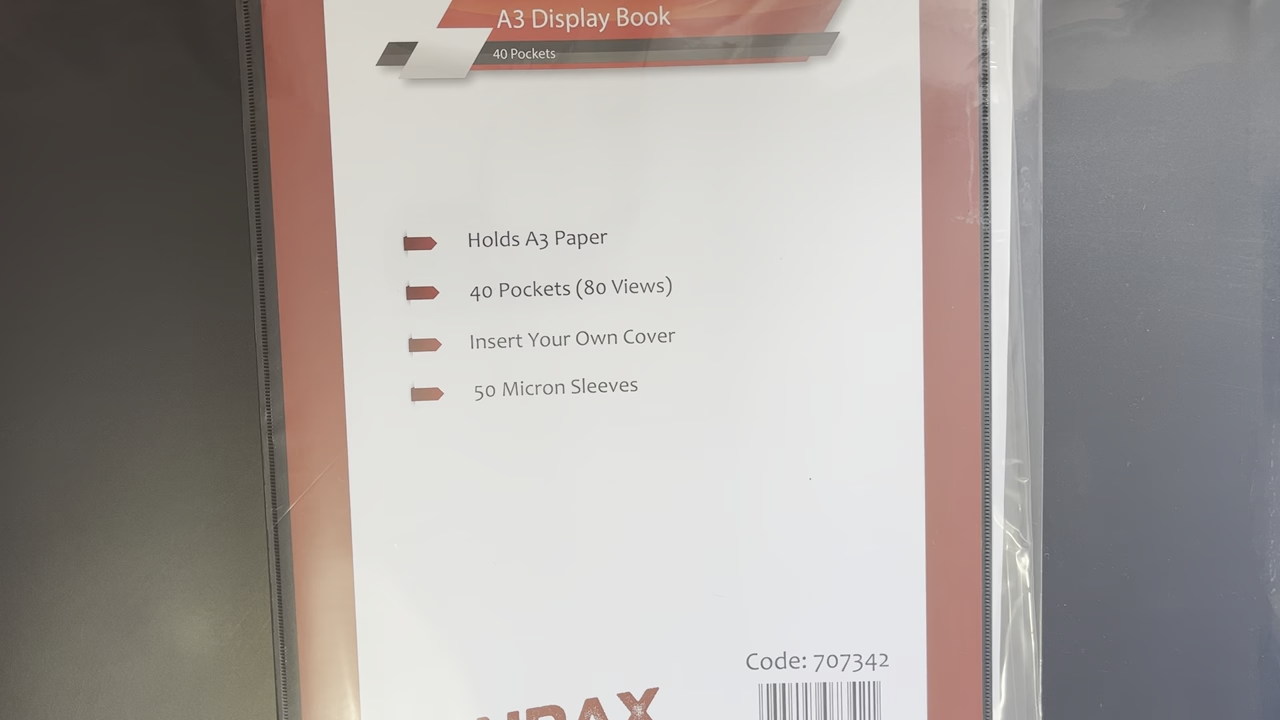 A3 Display Book
40 Pockets
Holds A3 Paper
40 Pockets (80 Views)
Insert Your Own Cover
50 Micron Sleeves
Code: 707342